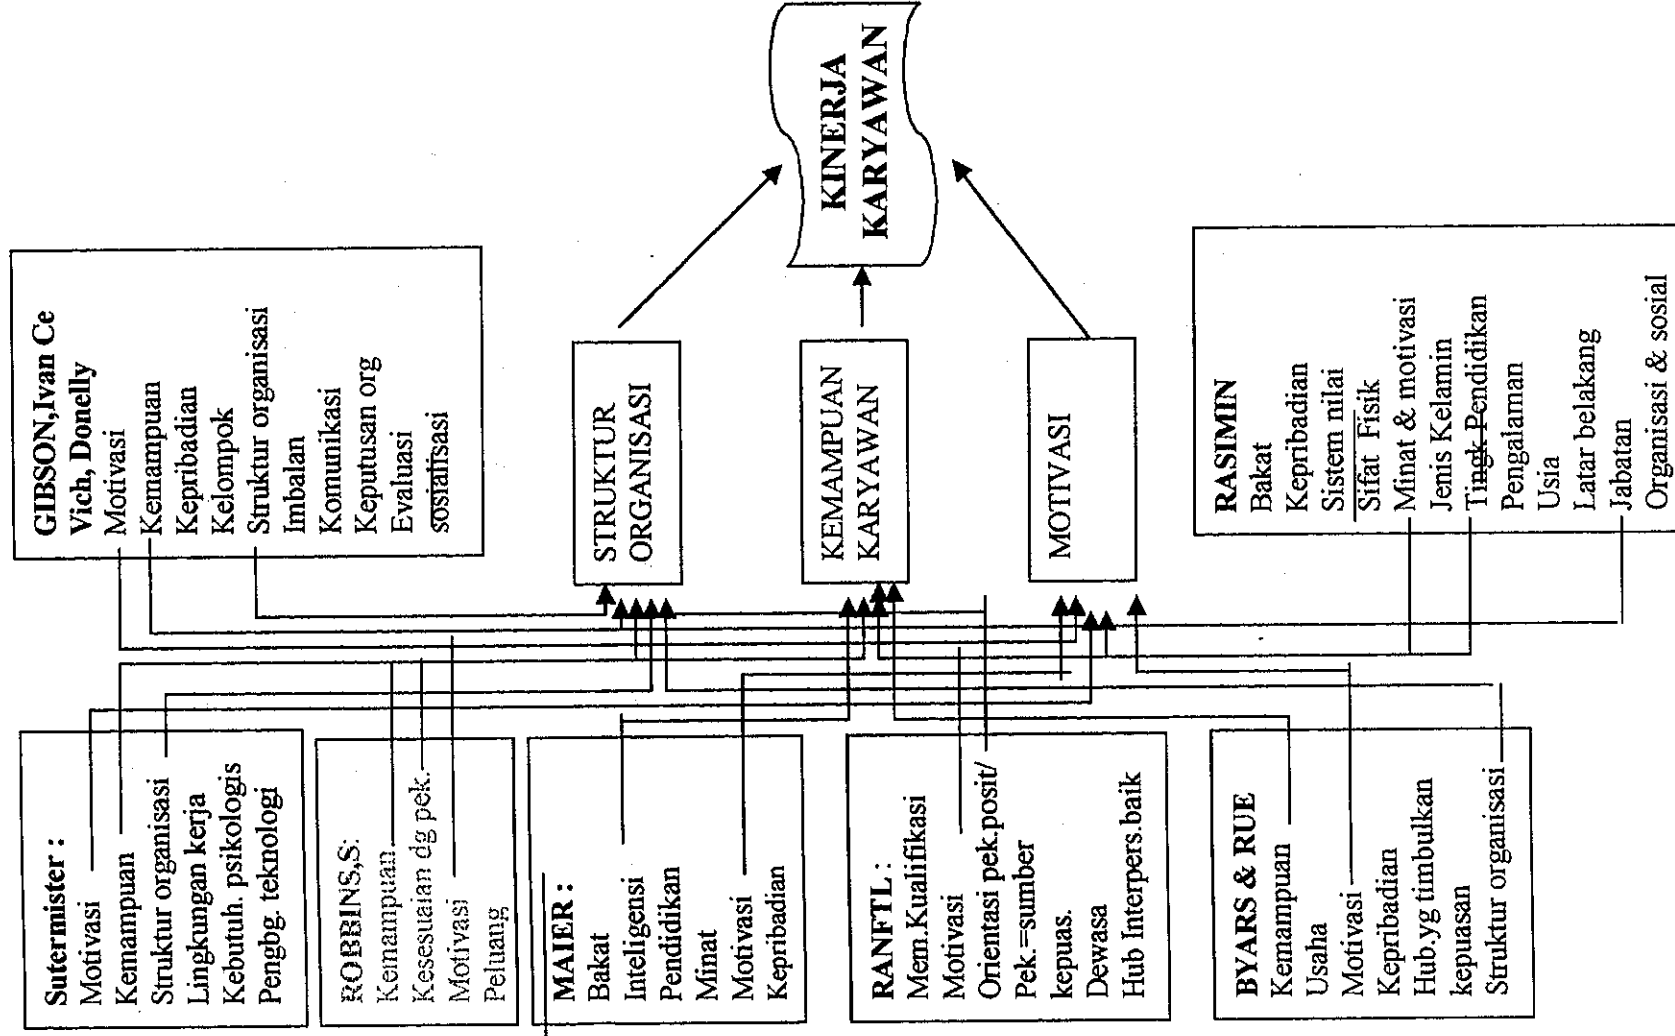 GIBSON,Ivan Ce
Vich, Donelly
Motivasi
Kemampuan
Kepribadian
Kelompok
Struktur organisasi
Imbalan
Komunikasi
Keputusan org
Evaluasi
sosialisasi
Sutermister :
Motivasi
Kemampuan
Struktur organisasi
Lingkungan kerja
Kebutuh. psikologis
Pengbg. teknologi
ROBBINS,S:
Kemampuan
Kesesuaian dg pek.
Motivasi
Peluang
MAIER :
Bakat
Inteligensi
Pendidikan
Minat
Motivasi
Kepribadian
RANFTL :
Mem.Kualifikasi
Motivasi
Orientasi pek.posit/
Pek.=sumber
kepuas.
Dewasa
Hub Interpers.baik
BYARS & RUE
Kemampuan
Usaha
Motivasi
Kepribadian
Hub.yg timbulkan
kepuasan
Struktur organisasi
STRUKTUR
ORGANISASI
KEMAMPUAN
KARYAWAN
MOTIVASI
KINERJA
KARYAWAN
RASIMIN
Bakat
Kepribadian
Sistem nilai
Sifat Fisik
Minat & motivasi
Jenis Kelamin
Tingk Pendidikan
Pengalaman
Usia
Latar belakang
Jabatan
Organisasi & sosial